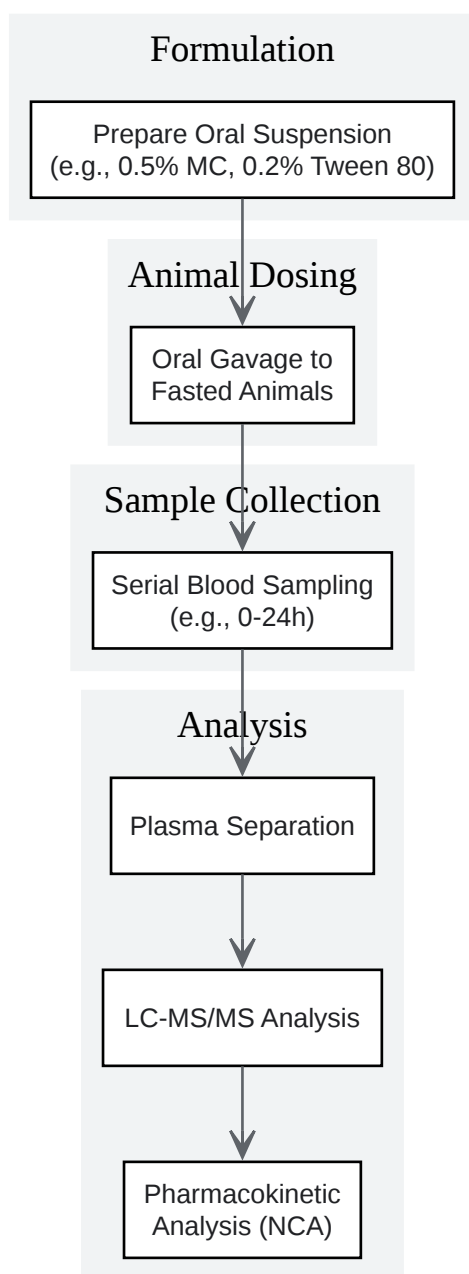 Formulation
Prepare Oral Suspension
(e.g., 0.5% MC, 0.2% Tween 80)
Animal Dosing
Oral Gavage to
Fasted Animals
Sample Collection
Serial Blood Sampling
(e.g., 0-24h)
Analysis
Plasma Separation
LC-MS/MS Analysis
Pharmacokinetic
Analysis (NCA)